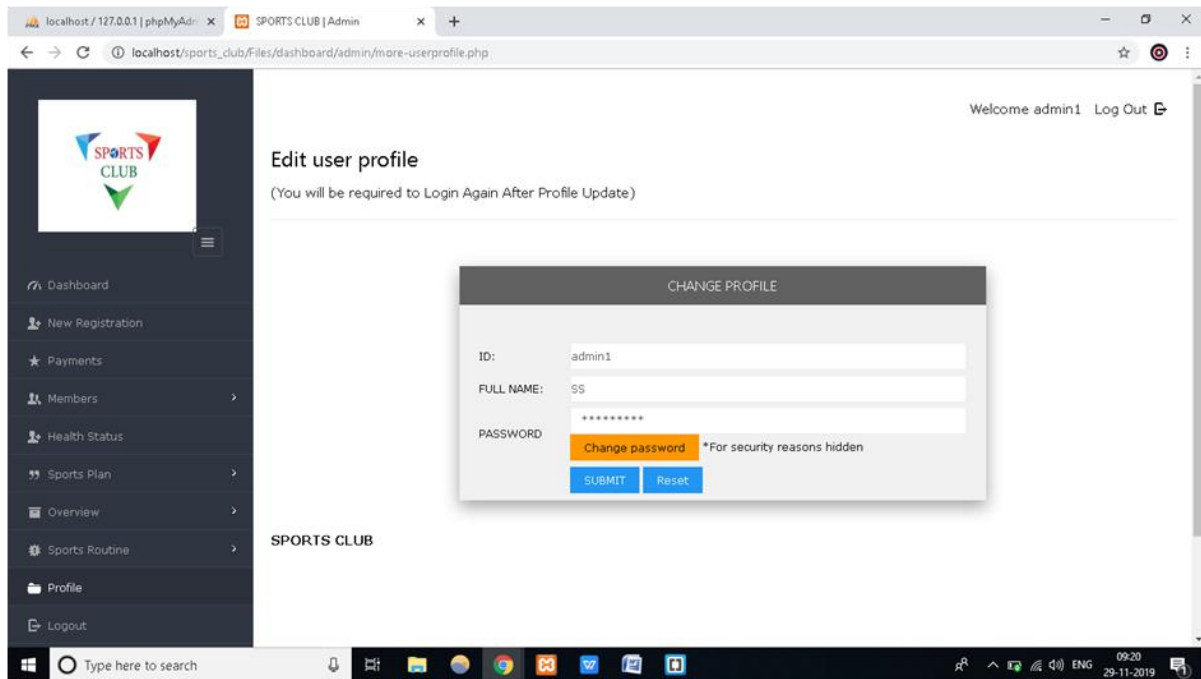 localhost / 127.0.0.1 | phpMyAdm
SPORTS CLUB | Admin
localhost/sports_club/Files/dashboard/admin/more-userprofile.php
SPORTS
CLUB
Welcome admin1 Log Out
Edit user profile
(You will be required to Login Again After Profile Update)
Dashboard
New Registration
Payments
Members
Health Status
Sports Plan
Overview
Sports Routine
Profile
Logout
CHANGE PROFILE
ID: admin1
FULL NAME: SS
PASSWORD *********
Change password *For security reasons hidden
SUBMIT Reset
SPORTS CLUB
Type here to search
ENG
09:20
29-11-2019